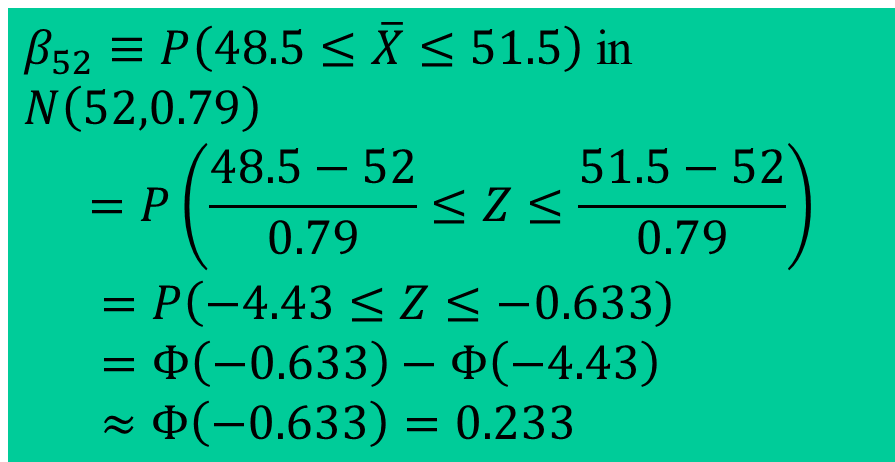 β₅₂ ≡ P(48.5 ≤ X̄ ≤ 51.5) in
N(52,0.79)
= P((48.5 − 52)/0.79 ≤ Z ≤ (51.5 − 52)/0.79)
= P(−4.43 ≤ Z ≤ −0.633)
= Φ(−0.633) − Φ(−4.43)
≈ Φ(−0.633) = 0.233